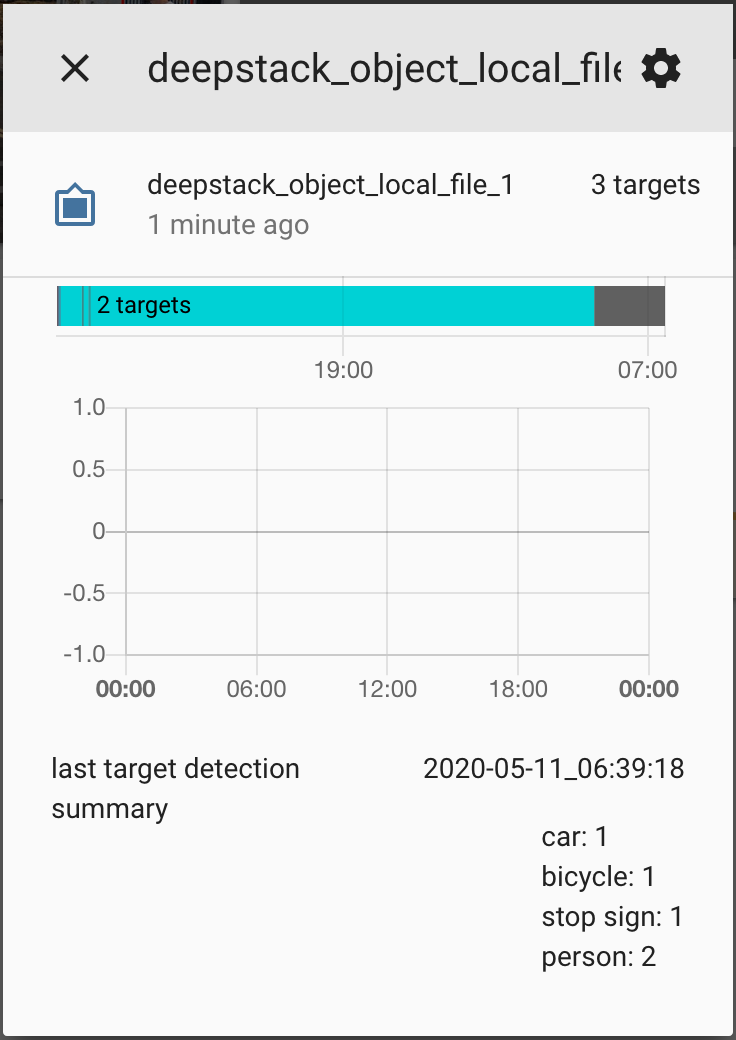 deepstack_object_local_file
deepstack_object_local_file_1 3 targets
1 minute ago
2 targets
19:00 07:00
1.0
0.5
0
-0.5
-1.0
00:00 06:00 12:00 18:00 00:00
last target detection 2020-05-11_06:39:18
summary
car: 1
bicycle: 1
stop sign: 1
person: 2